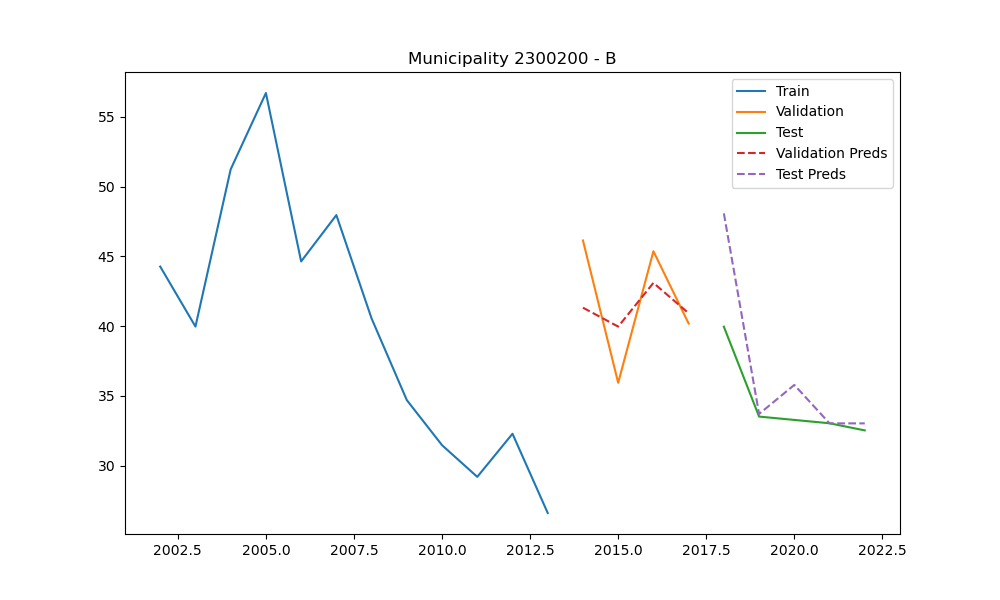 Municipality 2300200 - B
Train
Validation
Test
Validation Preds
Test Preds
55
50
45
40
35
30
2002.5 2005.0 2007.5 2010.0 2012.5 2015.0 2017.5 2020.0 2022.5